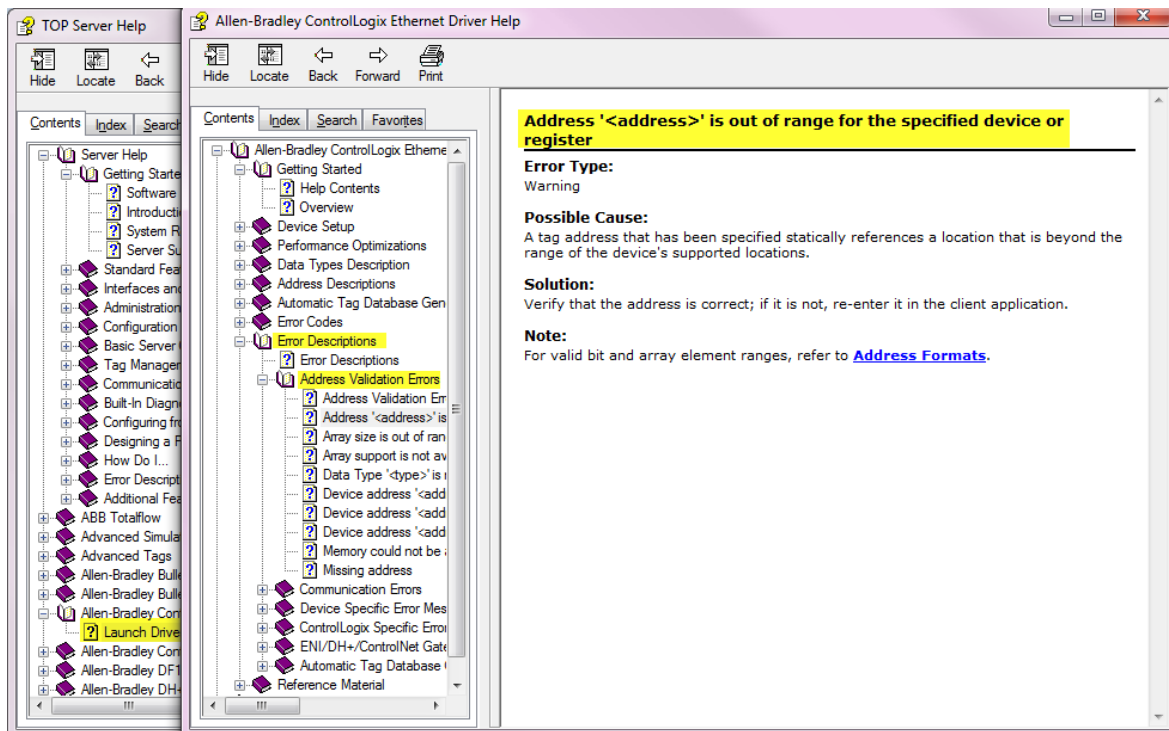 TOP Server Help
Hide Locate Back
Contents Index Search
Server Help
Getting Starte
Software
Introducti
System R
Server Su
Standard Fea
Interfaces and
Administration
Configuration
Basic Server
Tag Manager
Communicatio
Built-In Diagn
Configuring fro
Designing a P
How Do I...
Error Descript
Additional Fea
ABB Totalflow
Advanced Simula
Advanced Tags
Allen-Bradley Bulle
Allen-Bradley Bulle
Allen-Bradley Con
Launch Drive
Allen-Bradley Con
Allen-Bradley DF1
Allen-Bradley DH+
Allen-Bradley ControlLogix Ethernet Driver Help
Hide Locate Back Forward Print
Contents Index Search Favorites
Allen-Bradley ControlLogix Etherne
Getting Started
Help Contents
Overview
Device Setup
Perfomance Optimizations
Data Types Description
Address Descriptions
Automatic Tag Database Gen
Error Codes
Error Descriptions
Error Descriptions
Address Validation Errors
Address Validation Err
Address '<address>' is
Array size is out of ran
Array support is not av
Data Type '<type>' is
Device address '<add
Device address '<add
Device address '<add
Memory could not be
Missing address
Communication Errors
Device Specific Error Mes
ControlLogix Specific Error
ENI/DH+/ControlNet Gate
Automatic Tag Database
Reference Material
Address '<address>' is out of range for the specified device or
register
Error Type:
Warning
Possible Cause:
A tag address that has been specified statically references a location that is beyond the
range of the device's supported locations.
Solution:
Verify that the address is correct; if it is not, re-enter it in the client application.
Note:
For valid bit and array element ranges, refer to Address Formats.